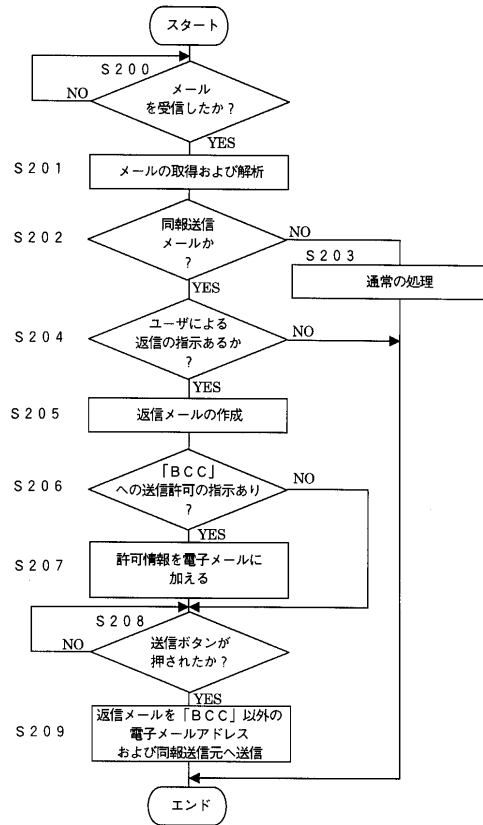 スタート
S200
メール
を受信したか?
NO
YES
S201
メールの取得および解析
S202
同報送信
メールか
?
NO
YES
S203
通常の処理
S204
ユーザによる
返信の指示あるか
?
NO
YES
S205
返信メールの作成
S206
「BCC」
への送信許可の指示あり
?
NO
YES
S207
許可情報を電子メールに
加える
S208
送信ボタンが
押されたか?
NO
YES
S209
返信メールを「BCC」以外の
電子メールアドレス
および同報送信元へ送信
エンド